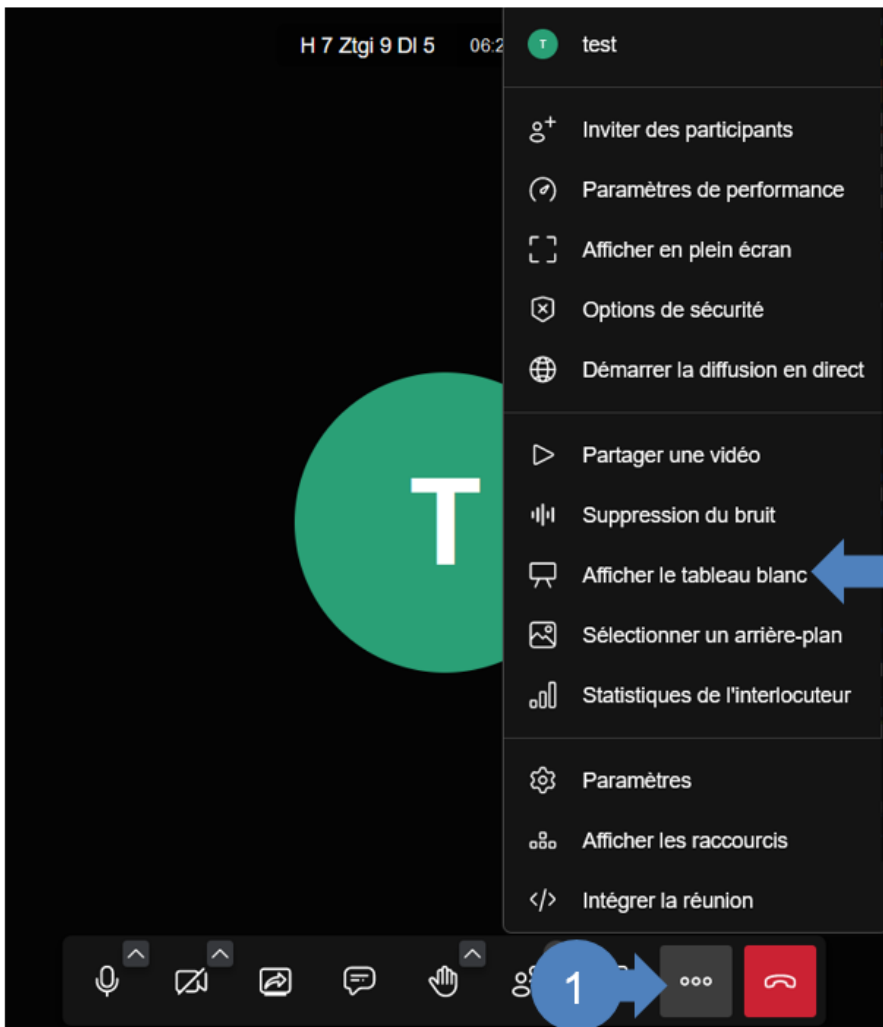 H 7 Ztgi 9 Dl 5 06:2
T test
Inviter des participants
Paramètres de performance
Afficher en plein écran
Options de sécurité
Démarrer la diffusion en direct
Partager une vidéo
Suppression du bruit
Afficher le tableau blanc
Sélectionner un arrière-plan
Statistiques de l'interlocuteur
T
Paramètres
Afficher les raccourcis
Intégrer la réunion
1